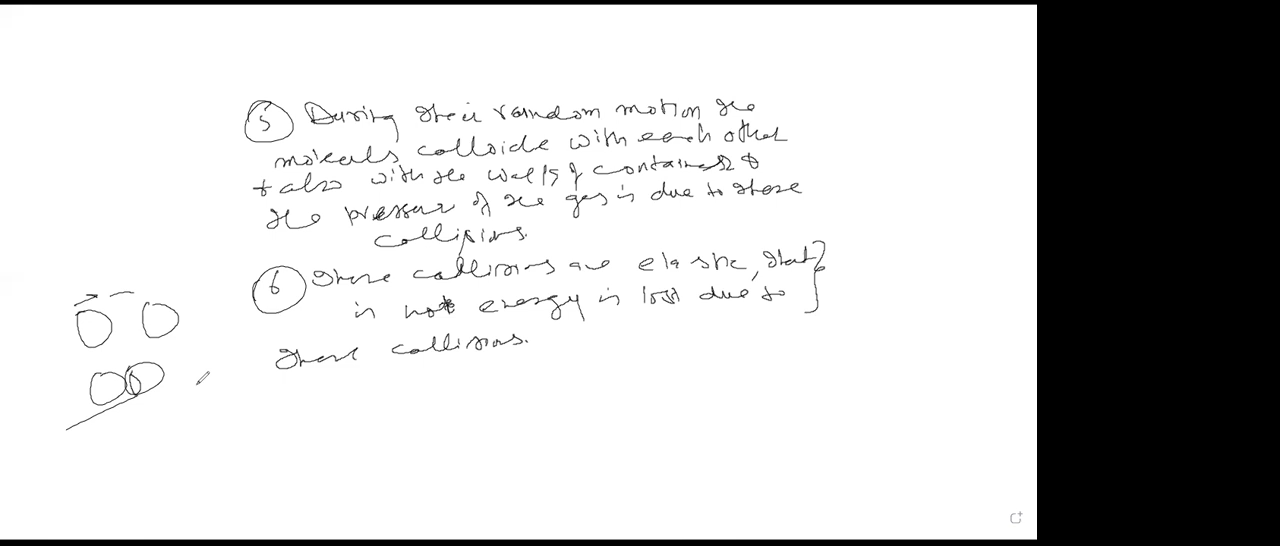 5 During their random motion the
molecules colloide with each other
& also with the walls of container &
the pressure of the gas is due to these
collisions.
6 These collisions are elastic, that
is not energy is lost due to
these collisions.